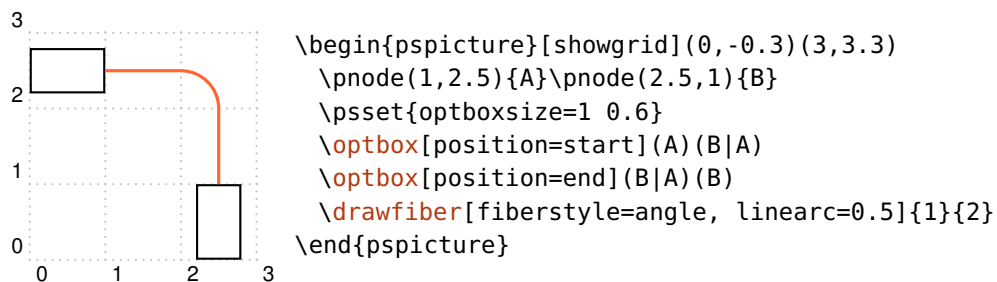 3
2
1
0
0 1 2 3
\begin{pspicture}[showgrid](0,-0.3)(3,3.3)
  \pnode(1,2.5){A}\pnode(2.5,1){B}
  \psset{optboxsize=1 0.6}
  \optbox[position=start](A)(B|A)
  \optbox[position=end](B|A)(B)
  \drawfiber[fiberstyle=angle, linearc=0.5]{1}{2}
\end{pspicture}